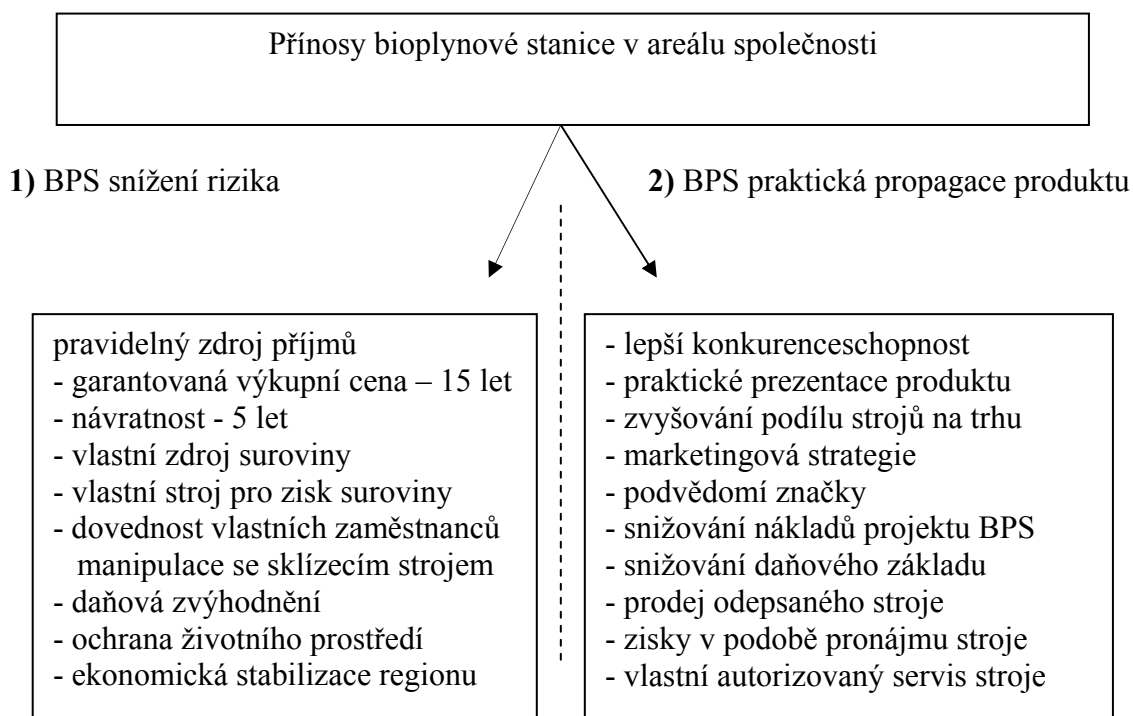 Přínosy bioplynové stanice v areálu společnosti
1) BPS snížení rizika
2) BPS praktická propagace produktu
pravidelný zdroj příjmů
- garantovaná výkupní cena – 15 let
- návratnost - 5 let
- vlastní zdroj suroviny
- vlastní stroj pro zisk suroviny
- dovednost vlastních zaměstnanců
manipulace se sklízecím strojem
- daňová zvýhodnění
- ochrana životního prostředí
- ekonomická stabilizace regionu
- lepší konkurenceschopnost
- praktické prezentace produktu
- zvyšování podílu strojů na trhu
- marketingová strategie
- podvědomí značky
- snižování nákladů projektu BPS
- snižování daňového základu
- prodej odepsaného stroje
- zisky v podobě pronájmu stroje
- vlastní autorizovaný servis stroje